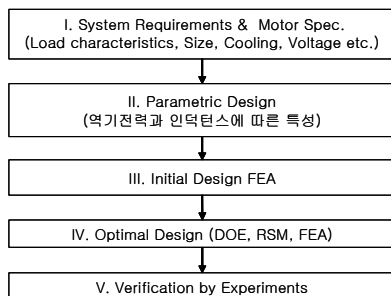 I. System Requirements & Motor Spec.
(Load characteristics, Size, Cooling, Voltage etc.)
II. Parametric Design
(역기전력과 인덕턴스에 따른 특성)
III. Initial Design FEA
IV. Optimal Design (DOE, RSM, FEA)
V. Verification by Experiments